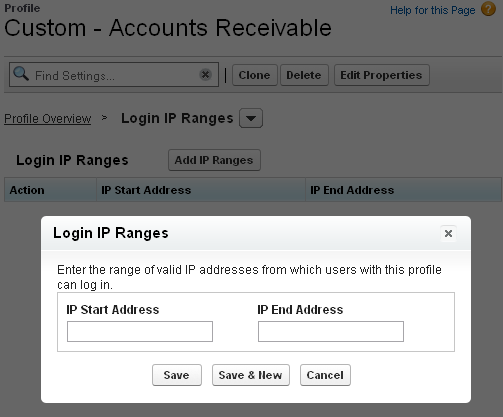 Profile
Help for this Page ?
Custom - Accounts Receivable
Find Settings...
Clone Delete Edit Properties
Profile Overview > Login IP Ranges
Login IP Ranges Add IP Ranges
Action IP Start Address IP End Address
Login IP Ranges
Enter the range of valid IP addresses from which users with this profile
can log in.
IP Start Address IP End Address
Save Save & New Cancel